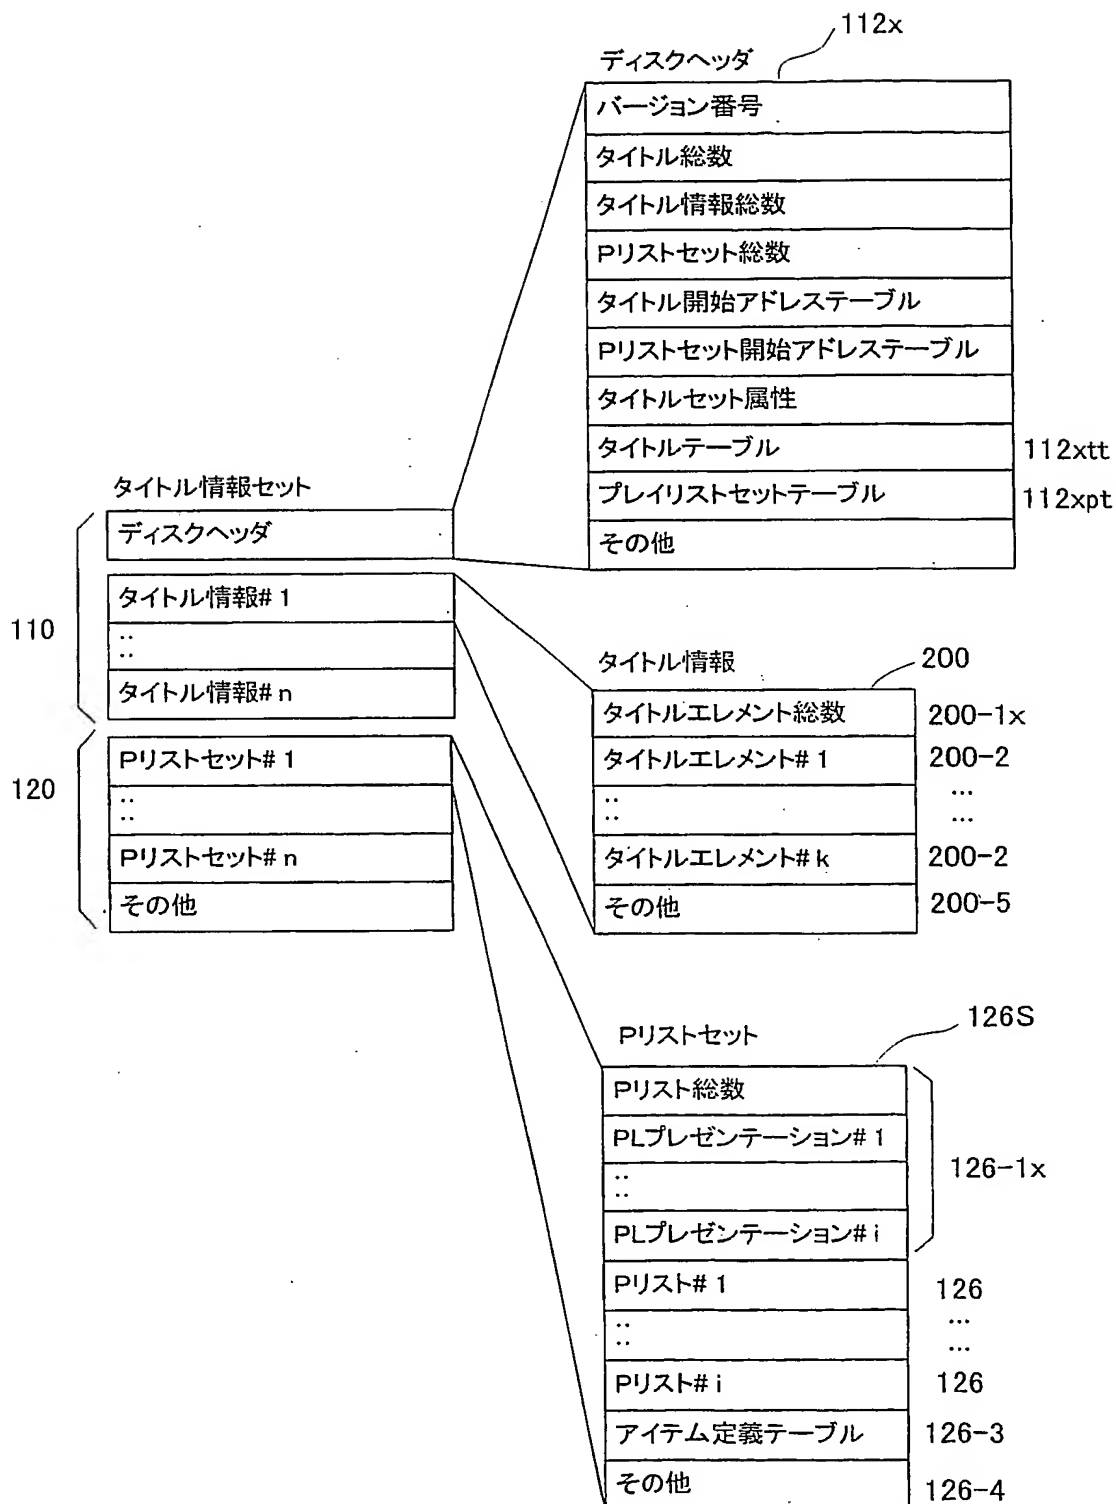 112x
ディスクヘッダ
バージョン番号
タイトル総数
タイトル情報総数
Pリストセット総数
タイトル開始アドレステーブル
Pリストセット開始アドレステーブル
タイトルセット属性
タイトルテーブル 112xtt
プレイリストセットテーブル 112xpt
その他
タイトル情報セット
ディスクヘッダ
タイトル情報#1
::
タイトル情報#n
110
Pリストセット#1
::
Pリストセット#n
その他
120
タイトル情報 200
タイトルエレメント総数 200-1x
タイトルエレメント#1 200-2
:: ...
...
タイトルエレメント#k 200-2
その他 200-5
Pリストセット 126S
Pリスト総数
PLプレゼンテーション#1
::
PLプレゼンテーション#i
126-1x
Pリスト#1 126
:: ...
...
Pリスト#i 126
アイテム定義テーブル 126-3
その他 126-4